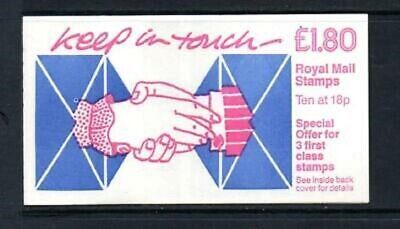 Keep in touch —
£1.80
Royal Mail
Stamps
Ten at 18p
Special
Offer for
3 first
class
stamps
See inside back
cover for details